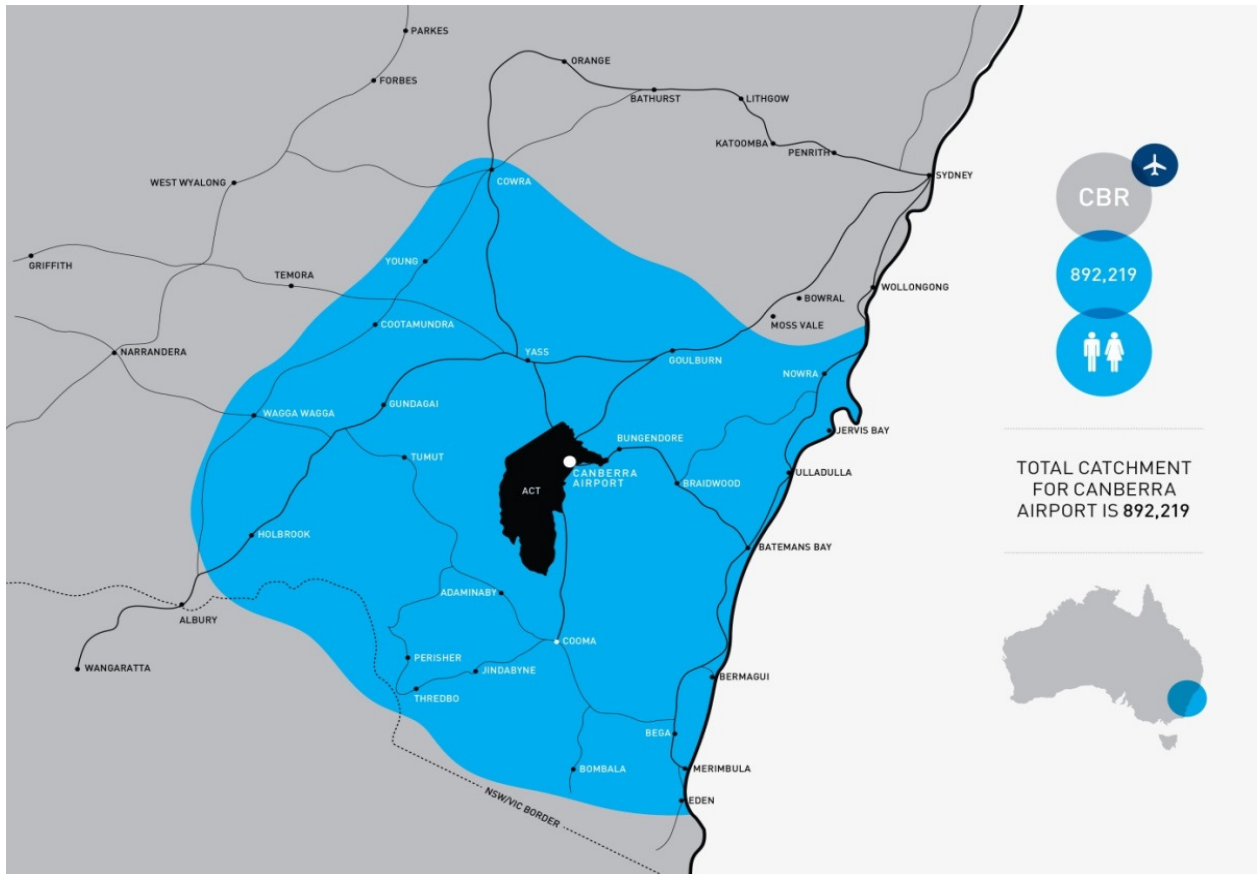 PARKES
ORANGE
FORBES
BATHURST
LITHGOW
KATOOMBA
PENRITH
WEST WYALONG
COWRA
SYDNEY
CBR
GRIFFITH
YOUNG
TEMORA
892,219
WOLLONGONG
BOWRAL
MOSS VALE
COOTAMUNDRA
NARRANDERA
YASS
GOULBURN
NOWRA
WAGGA WAGGA
GUNDAGAI
JERVIS BAY
BUNGENDORE
TUMUT
CANBERRA
AIRPORT
ULLADULLA
BRAIDWOOD
ACT
TOTAL CATCHMENT
FOR CANBERRA
AIRPORT IS 892,219
HOLBROOK
BATEMANS BAY
ADAMINABY
ALBURY
COOMA
WANGARATTA
PERISHER
JINDABYNE
BERMAGUI
THREDBO
BEGA
BOMBALA
MERIMBULA
NSW/VIC BORDER
EDEN